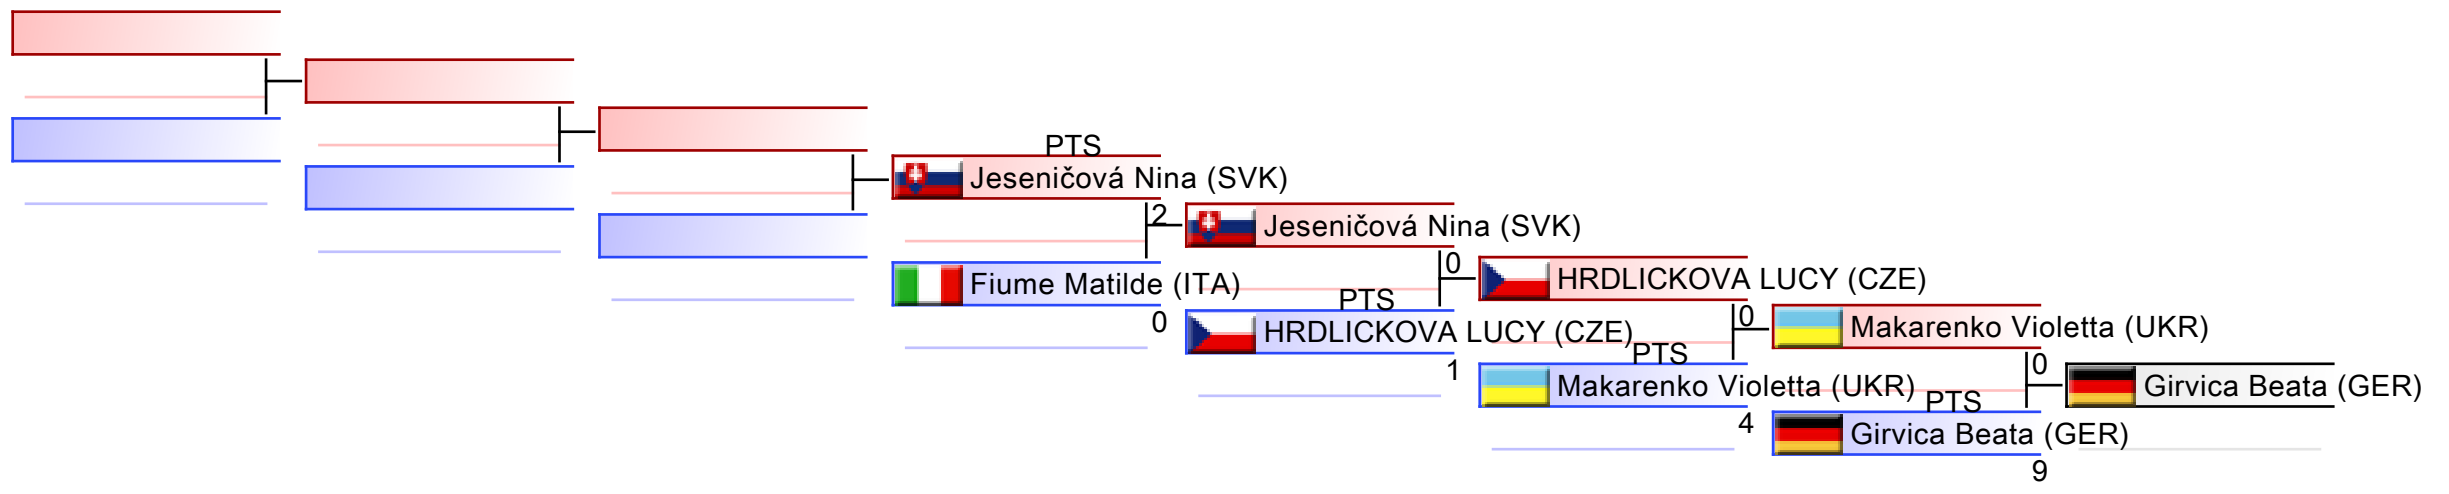 PTS
Jeseničová Nina (SVK)
2
Jeseničová Nina (SVK)
Fiume Matilde (ITA)
0
0
PTS
HRDLICKOVA LUCY (CZE)
HRDLICKOVA LUCY (CZE)
1
0
PTS
Makarenko Violetta (UKR)
Makarenko Violetta (UKR)
4
0
PTS
Girvica Beata (GER)
Girvica Beata (GER)
9